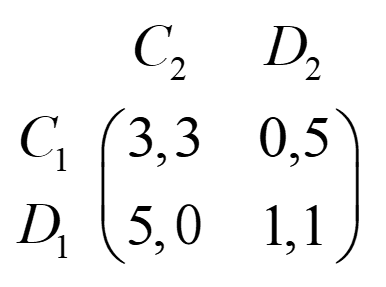 C₂ D₂
C₁ 3,3 0,5
D₁ 5,0 1,1